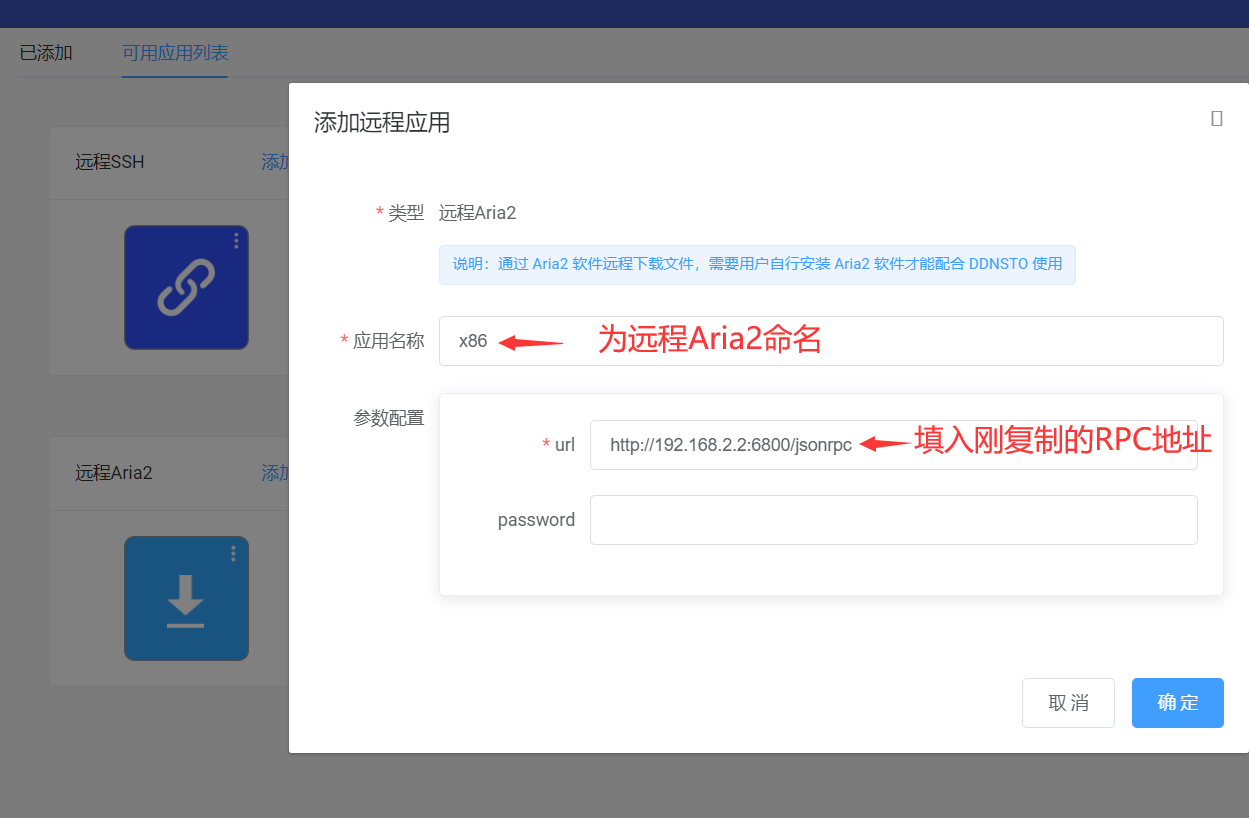 已添加
可用应用列表
添加远程应用
远程SSH
添加
* 类型
远程Aria2
说明：通过 Aria2 软件远程下载文件，需要用户自行安装 Aria2 软件才能配合 DDNSTO 使用
* 应用名称
x86
为远程Aria2命名
参数配置
* url
http://192.168.2.2:6800/jsonrpc
填入刚复制的RPC地址
远程Aria2
添加
password
取消
确定